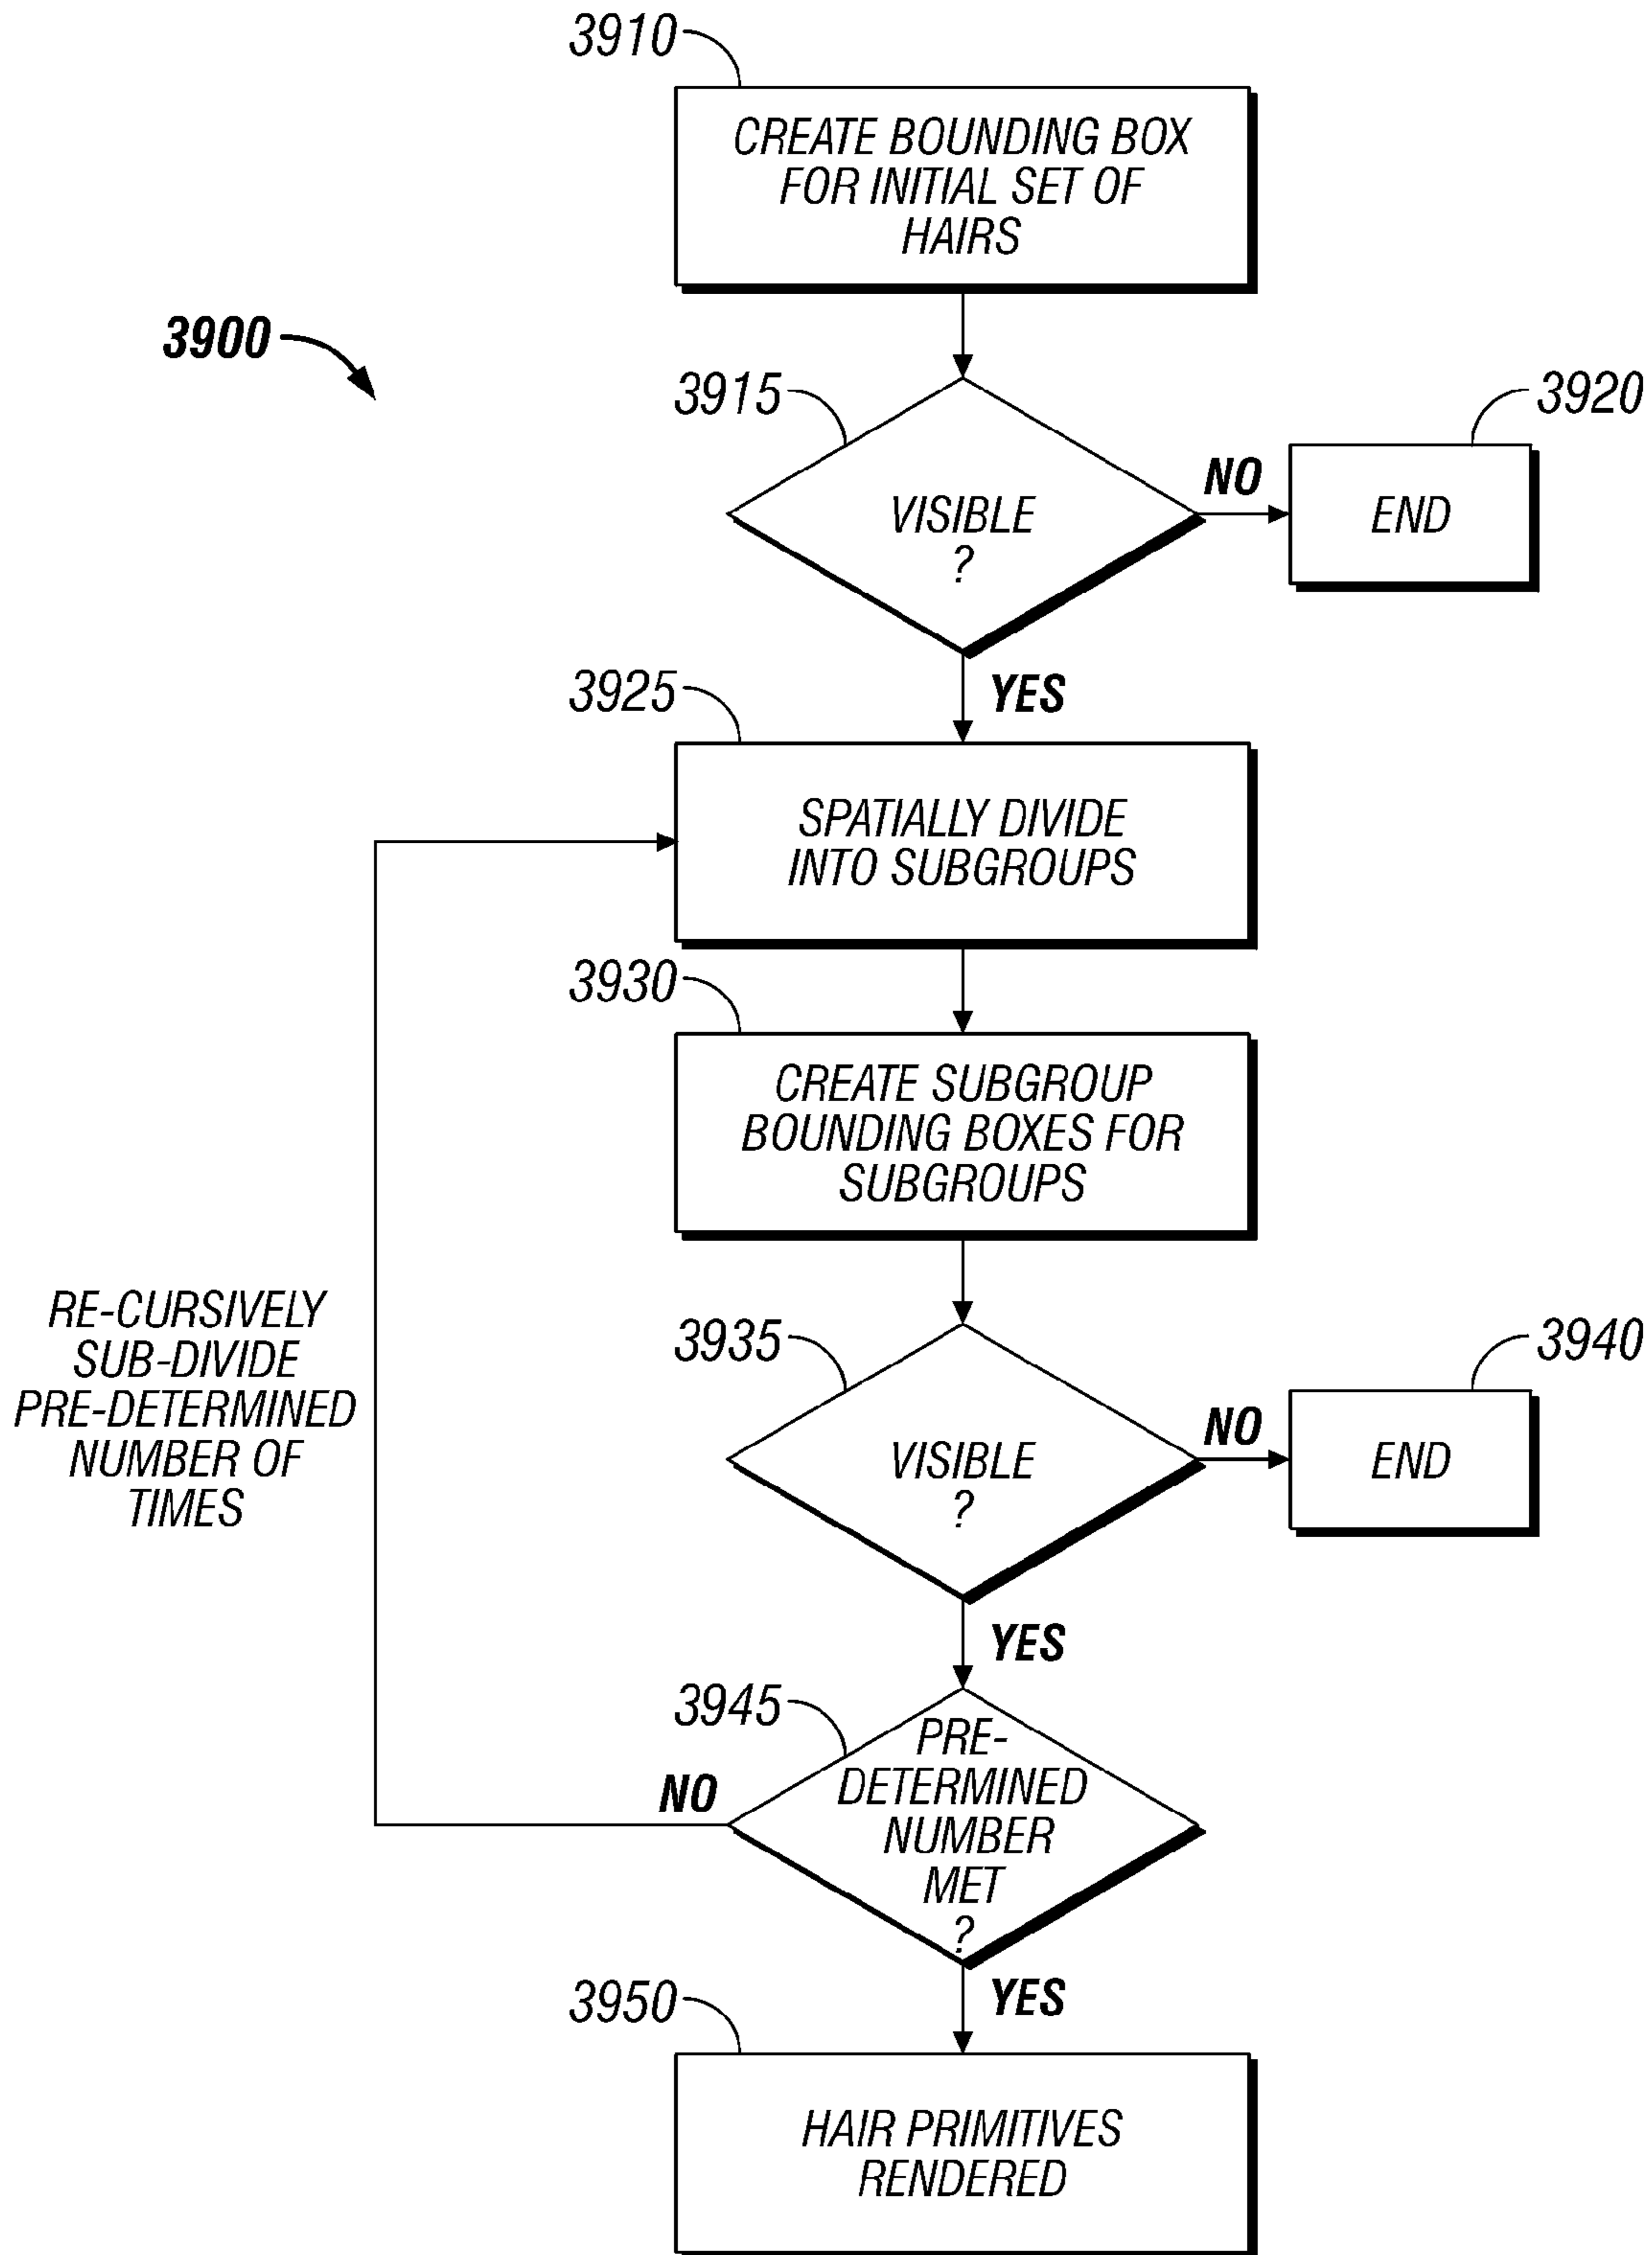 3910
CREATE BOUNDING BOX
FOR INITIAL SET OF
HAIRS
3900
3915
VISIBLE
?
NO
3920
END
YES
3925
SPATIALLY DIVIDE
INTO SUBGROUPS
3930
CREATE SUBGROUP
BOUNDING BOXES FOR
SUBGROUPS
RE-CURSIVELY
SUB-DIVIDE
PRE-DETERMINED
NUMBER OF
TIMES
3935
VISIBLE
?
NO
3940
END
YES
3945
PRE-
DETERMINED
NUMBER
MET
?
NO
YES
3950
HAIR PRIMITIVES
RENDERED